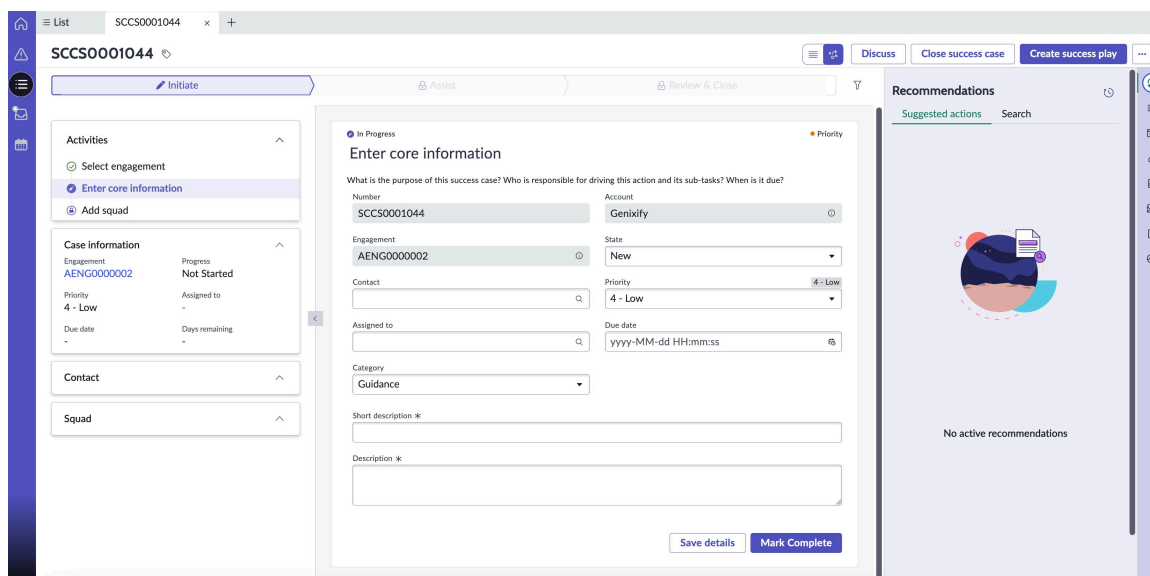 List
SCCS0001044
SCCS0001044
Discuss
Close success case
Create success play
Initiate
Assist
Review & Close
Activities
Select engagement
Enter core information
Add squad
Case information
Engagement
Progress
AENG0000002
Not Started
Priority
Assigned to
4 - Low
-
Due date
Days remaining
-
-
Contact
Squad
In Progress
Priority
Enter core information
What is the purpose of this success case? Who is responsible for driving this action and its sub-tasks? When is it due?
Number
Account
SCCS0001044
Genixify
Engagement
State
AENG0000002
New
Contact
Priority
4 - Low
4 - Low
Assigned to
Due date
yyyy-MM-dd HH:mm:ss
Category
Guidance
Short description *
Description *
Save details
Mark Complete
Recommendations
Suggested actions
Search
No active recommendations